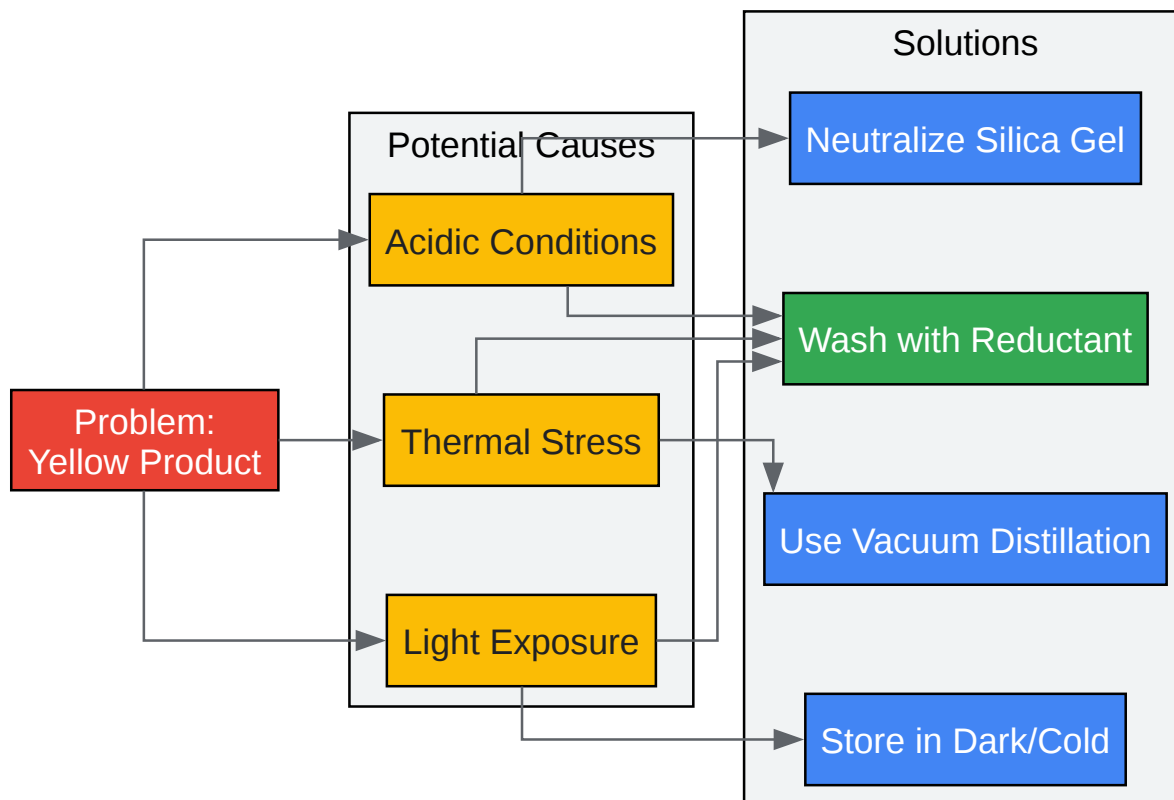 Solutions
Neutralize Silica Gel
Potential Causes
Acidic Conditions
Wash with Reductant
Problem:
Yellow Product
Thermal Stress
Use Vacuum Distillation
Light Exposure
Store in Dark/Cold